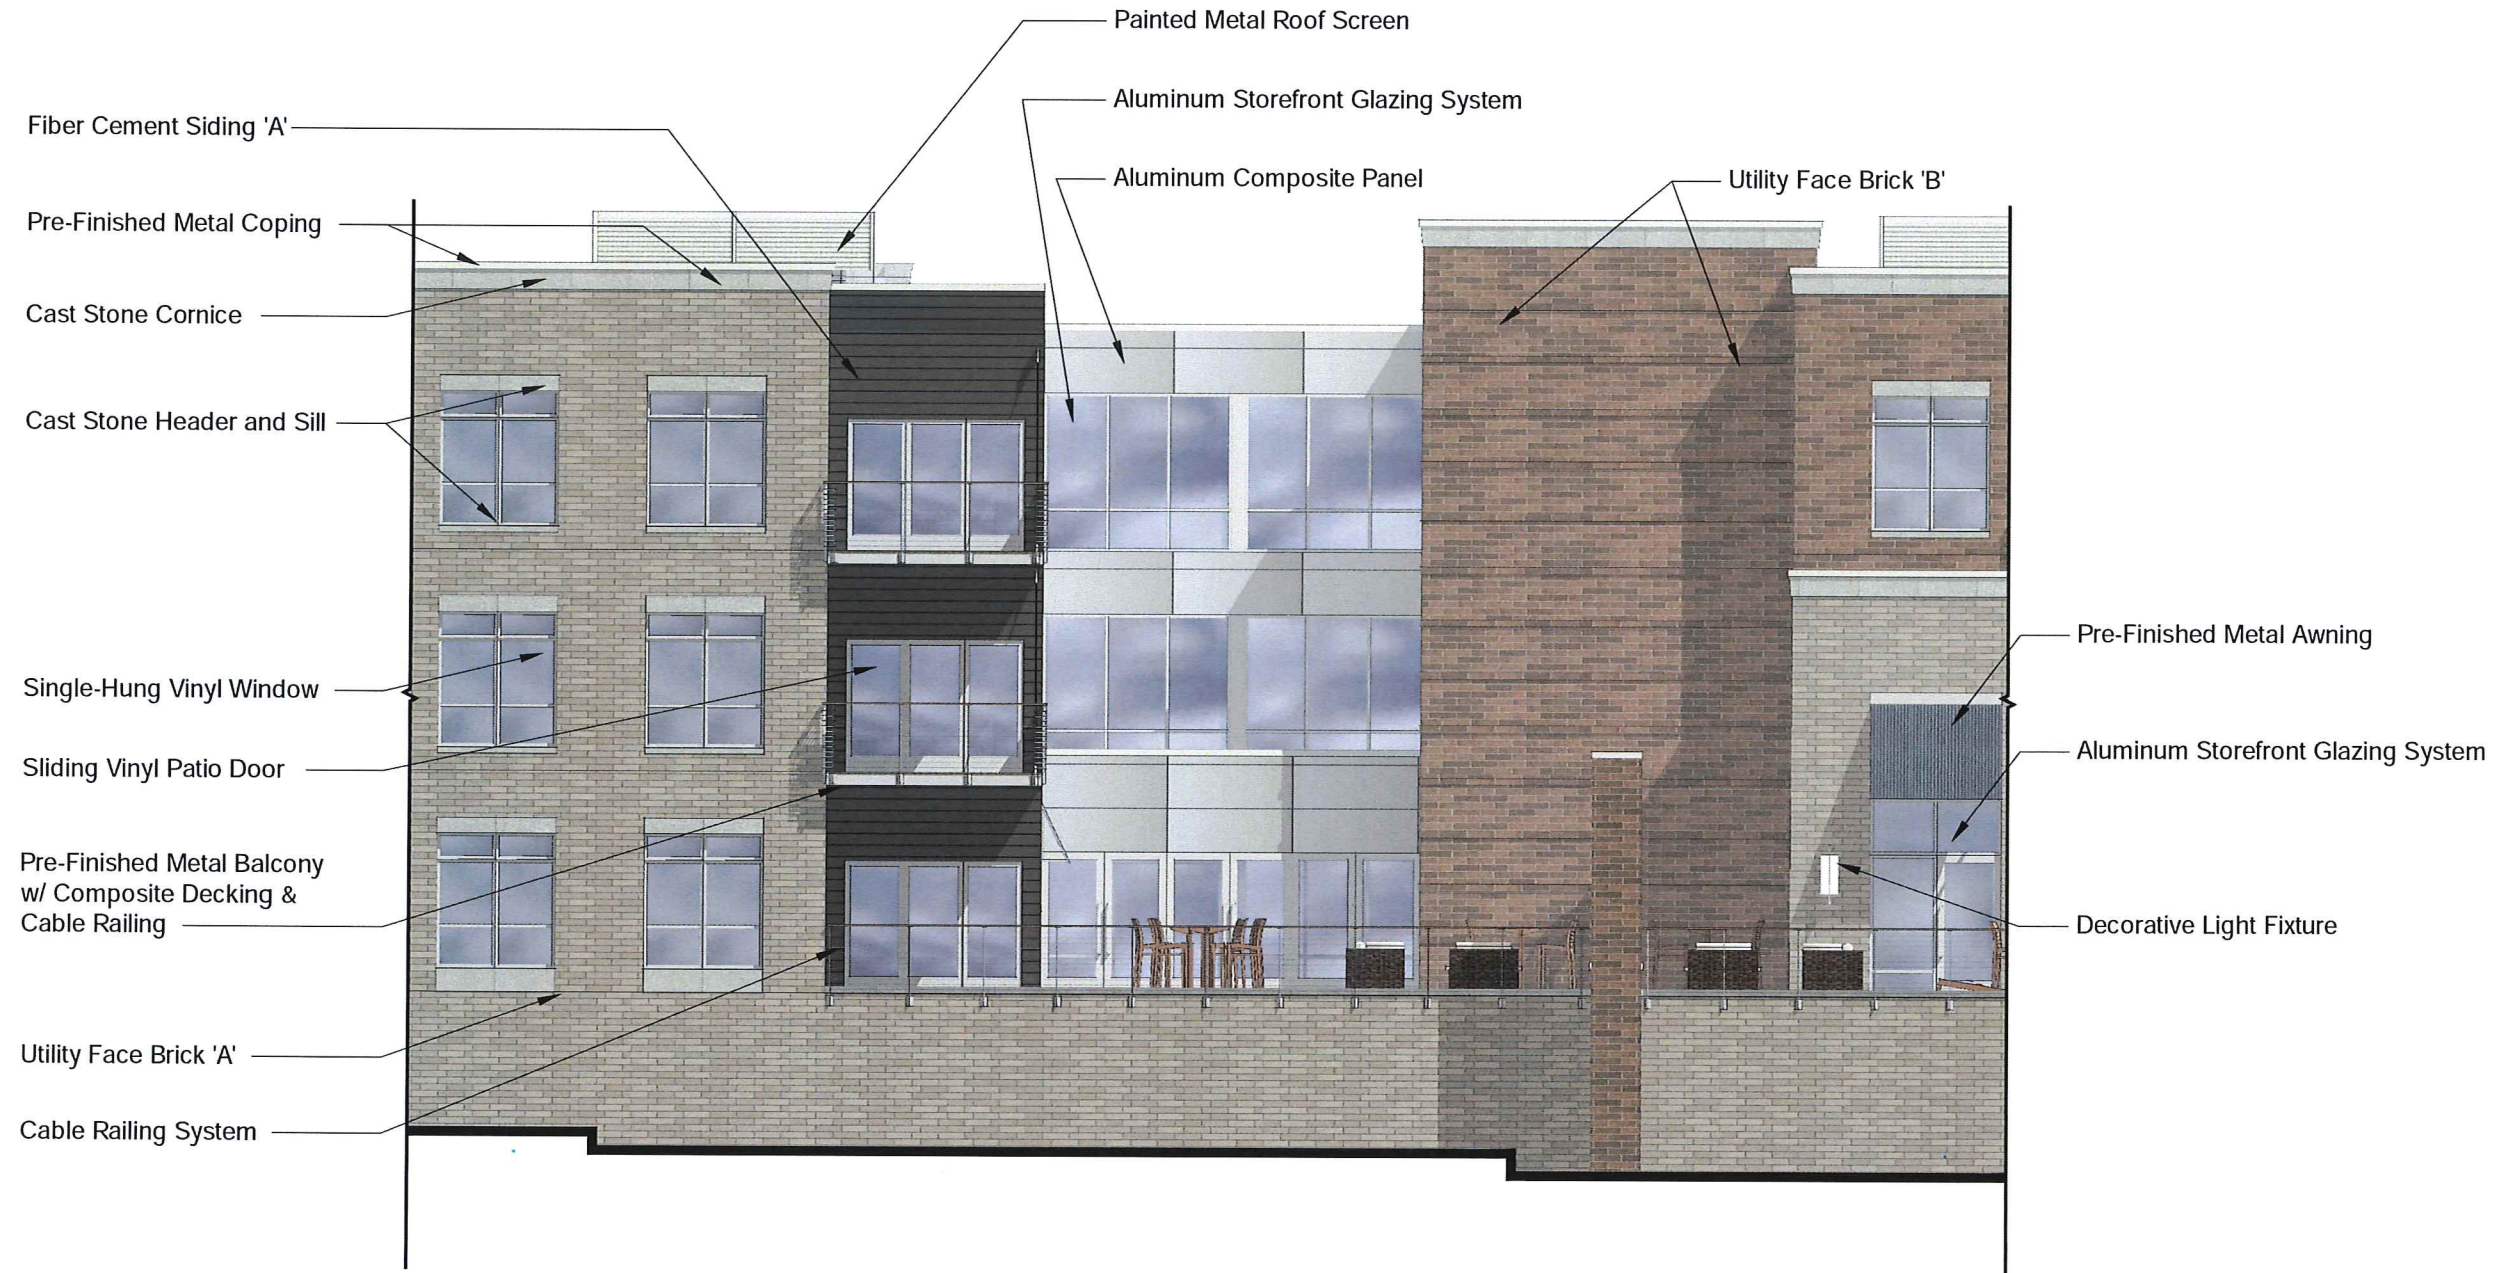 Painted Metal Roof Screen
Aluminum Storefront Glazing System
Fiber Cement Siding 'A'
Aluminum Composite Panel
Utility Face Brick 'B'
Pre-Finished Metal Coping
Cast Stone Cornice
Cast Stone Header and Sill
Pre-Finished Metal Awning
Single-Hung Vinyl Window
Aluminum Storefront Glazing System
Sliding Vinyl Patio Door
Pre-Finished Metal Balcony
w/ Composite Decking &
Cable Railing
Decorative Light Fixture
Utility Face Brick 'A'
Cable Railing System